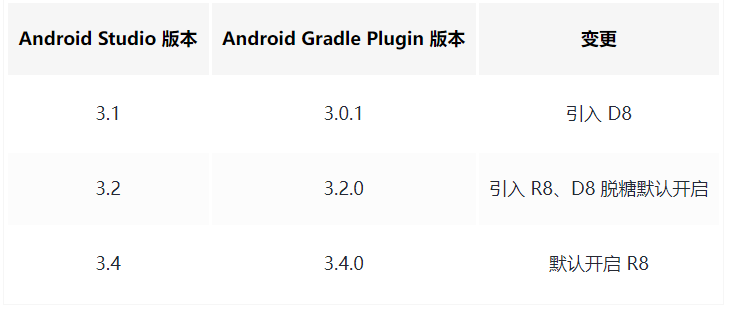 Android Studio 版本 Android Gradle Plugin 版本 变更
3.1 3.0.1 引入 D8
3.2 3.2.0 引入 R8、D8 脱糖默认开启
3.4 3.4.0 默认开启 R8